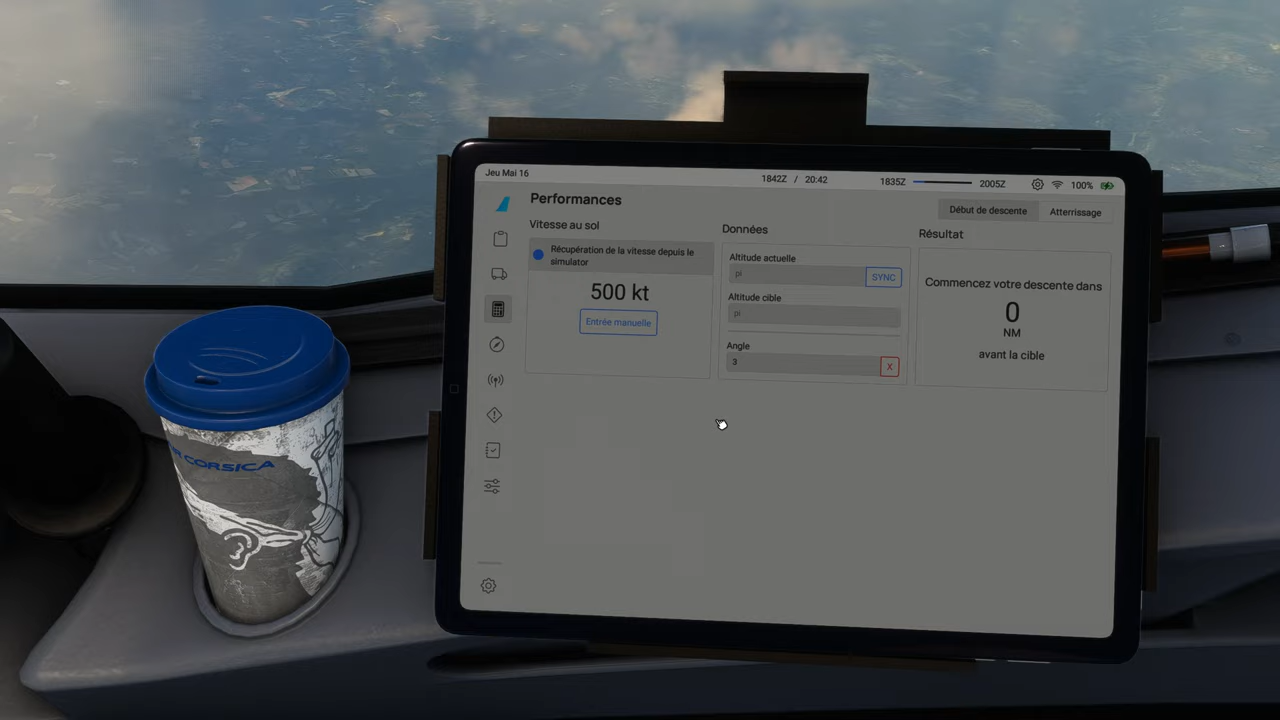 Jeu Mai 16
1842Z / 20:42
1835Z
2005Z
100%
Performances
Début de descente
Atterrissage
Vitesse au sol
Récupération de la vitesse depuis le
simulator
500 kt
Entrée manuelle
Données
Altitude actuelle
pi
SYNC
Altitude cible
pi
Angle
3
X
Résultat
Commencez votre descente dans
0
NM
avant la cible
CORSICA